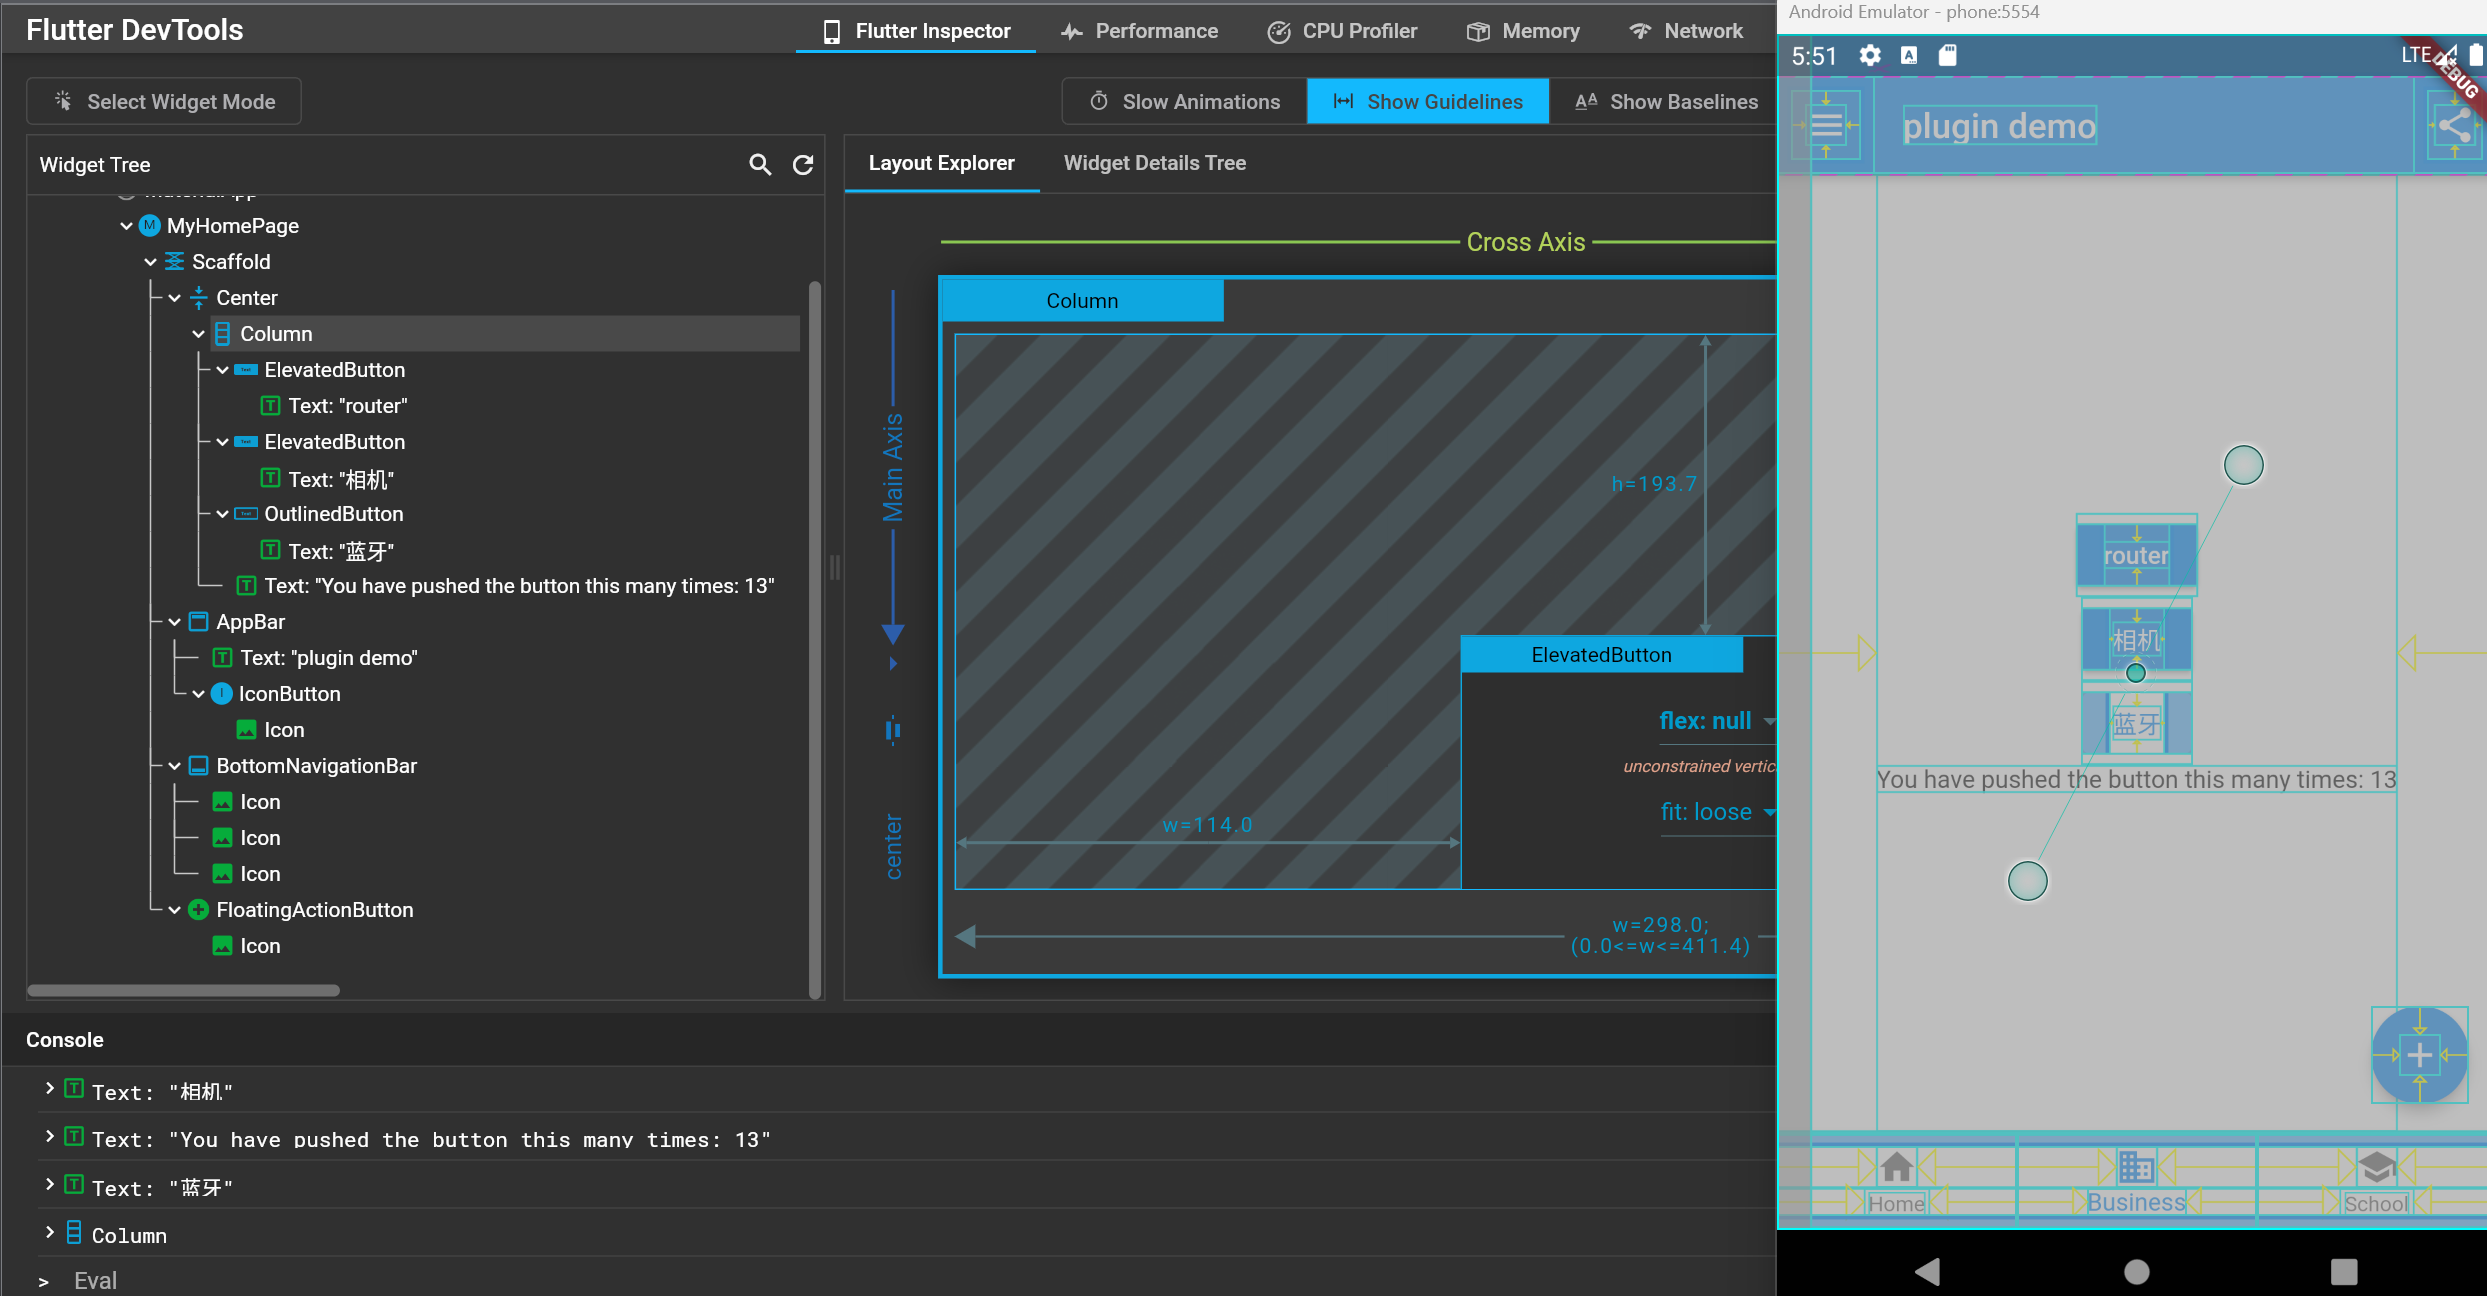 Flutter DevTools
Flutter Inspector
Performance
CPU Profiler
Memory
Network
Select Widget Mode
Slow Animations
Show Guidelines
Show Baselines
Widget Tree
MaterialApp
MyHomePage
Scaffold
Center
Column
ElevatedButton
Text: "router"
ElevatedButton
Text: "相机"
OutlinedButton
Text: "蓝牙"
Text: "You have pushed the button this many times: 13"
AppBar
Text: "plugin demo"
IconButton
Icon
BottomNavigationBar
Icon
Icon
Icon
FloatingActionButton
Icon
Layout Explorer
Widget Details Tree
Cross Axis
Column
Main Axis
center
h=193.7
ElevatedButton
flex: null
unconstrained vertic
fit: loose
w=114.0
w=298.0;
(0.0<=w<=411.4)
Console
Text: "相机"
Text: "You have pushed the button this many times: 13"
Text: "蓝牙"
Column
> Eval
Android Emulator - phone:5554
5:51
LTE
DEBUG
plugin demo
router
相机
蓝牙
You have pushed the button this many times: 13
Home
Business
School